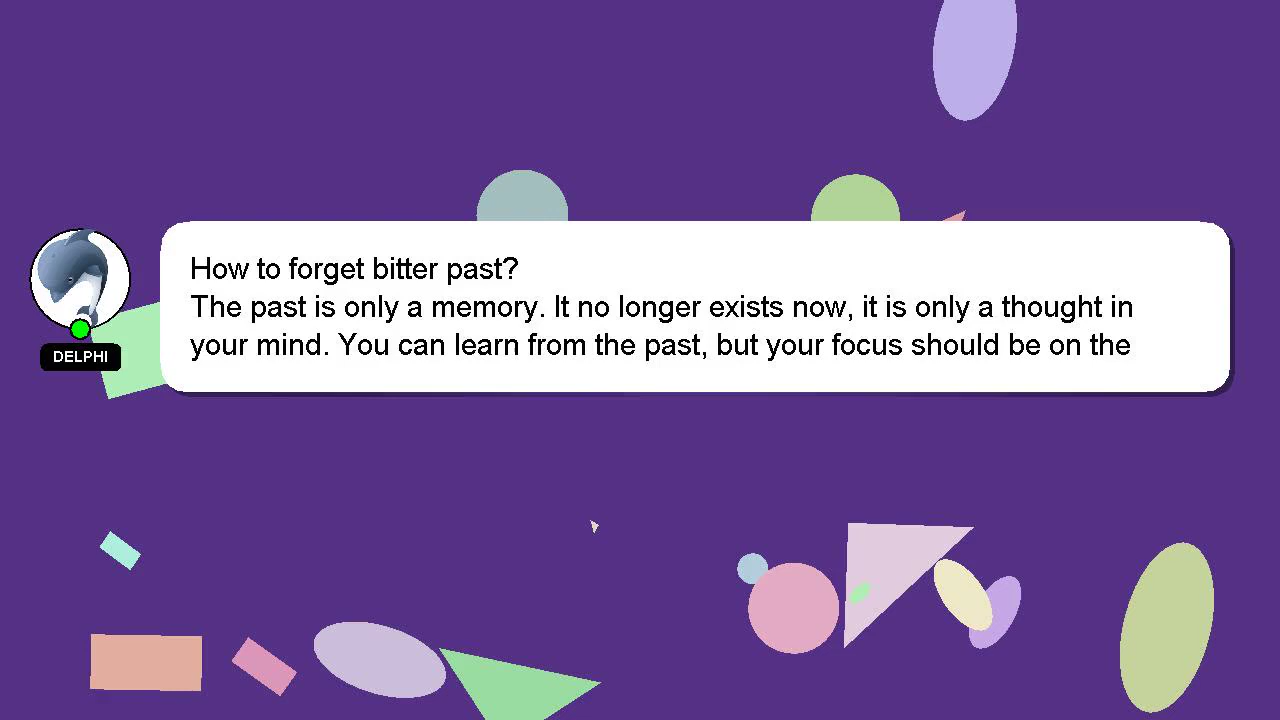 How to forget bitter past?
The past is only a memory. It no longer exists now, it is only a thought in
your mind. You can learn from the past, but your focus should be on the
DELPHI